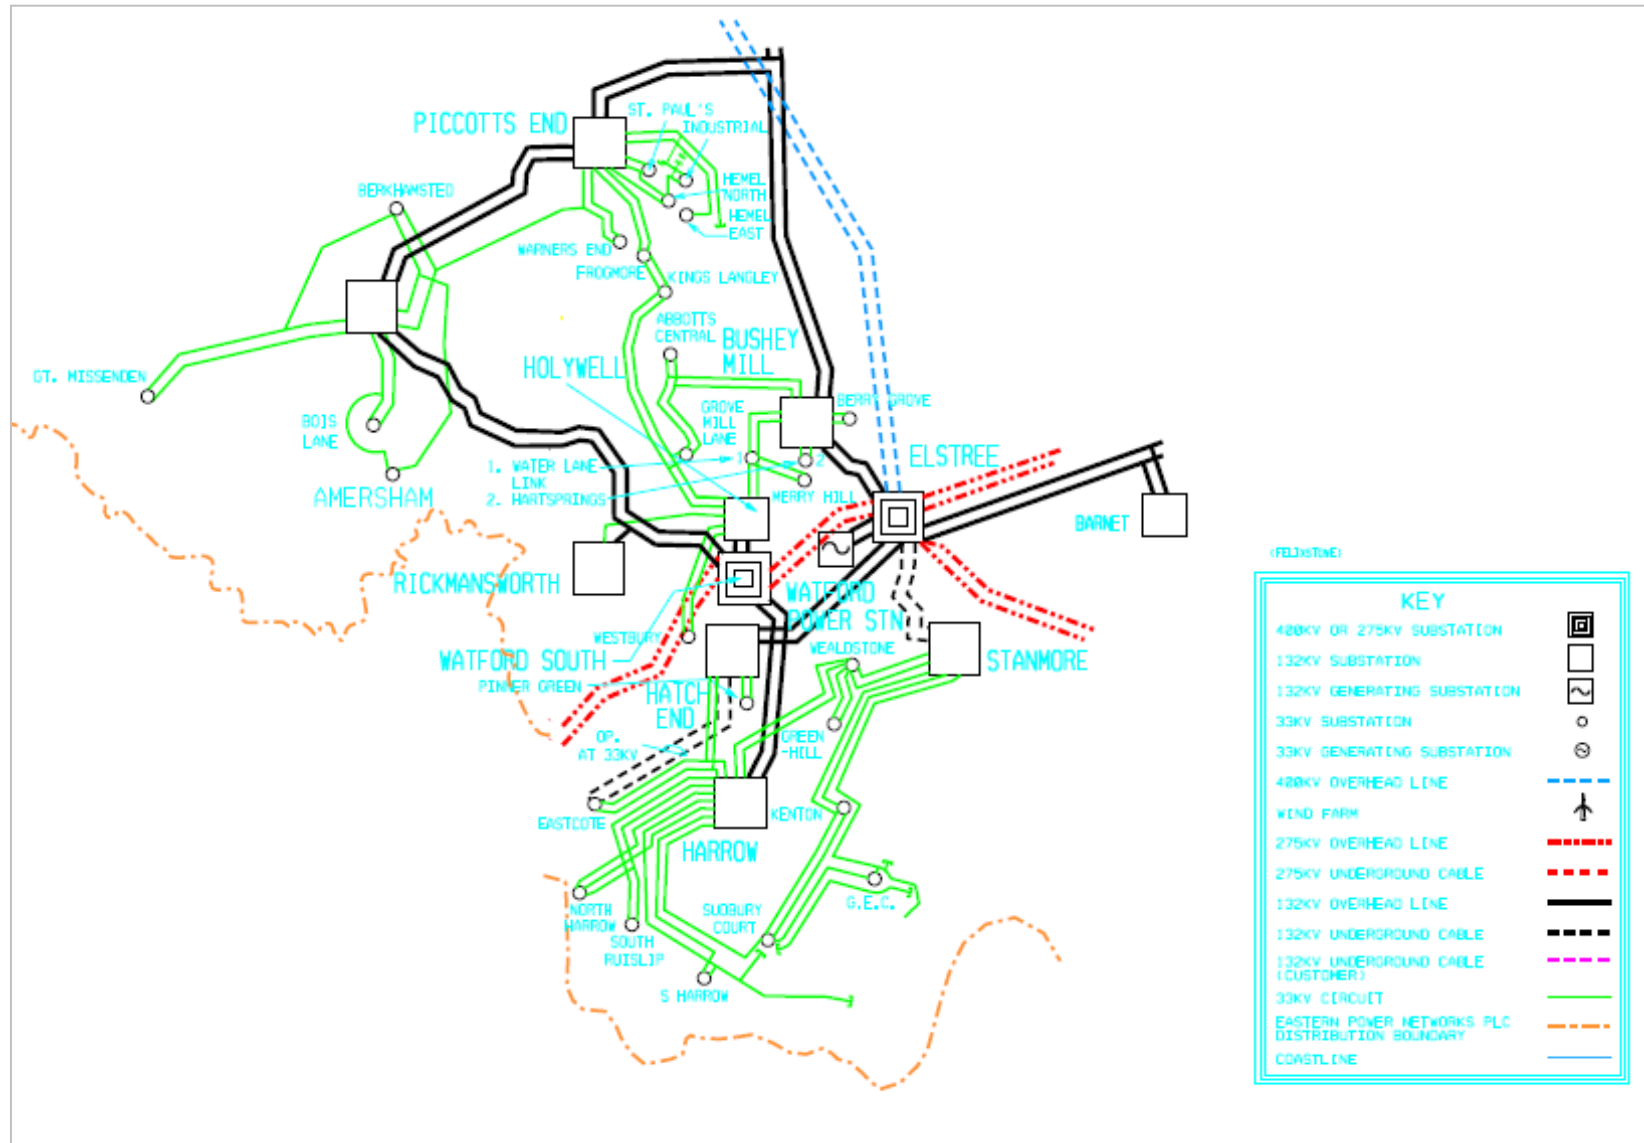 ST. PAUL'S
INDUSTRIAL
PICCOTTS END
HEMEL
NORTH
BERKHAMSTED
HEMEL
EAST
WARNERS END
FROGMORE
KINGS LANGLEY
ABBOTTS
CENTRAL
BUSHEY
MILL
HOLYWELL
GT. MISSENDEN
GROVE
MILL
LANE
BERRY GROVE
BOIS
LANE
ELSTREE
1. WATER LANE
LINK
1
2
2. HARTSPRINGS
MERRY HILL
AMERSHAM
BARNET
(FELIXSTOWE)
RICKMANSWORTH
WATFORD
POWER STN
WESTBURY
WEALDSTONE
WATFORD SOUTH
STANMORE
PINNER GREEN
HATCH
END
OP.
AT 33KV
GREEN
-HILL
EASTCOTE
KENTON
HARROW
G.E.C.
NORTH
HARROW
SUDBURY
COURT
SOUTH
RUISLIP
S HARROW
KEY
400KV OR 275KV SUBSTATION
132KV SUBSTATION
132KV GENERATING SUBSTATION
33KV SUBSTATION
33KV GENERATING SUBSTATION
400KV OVERHEAD LINE
WIND FARM
275KV OVERHEAD LINE
275KV UNDERGROUND CABLE
132KV OVERHEAD LINE
132KV UNDERGROUND CABLE
132KV UNDERGROUND CABLE
(CUSTOMER)
33KV CIRCUIT
EASTERN POWER NETWORKS PLC
DISTRIBUTION BOUNDARY
COASTLINE